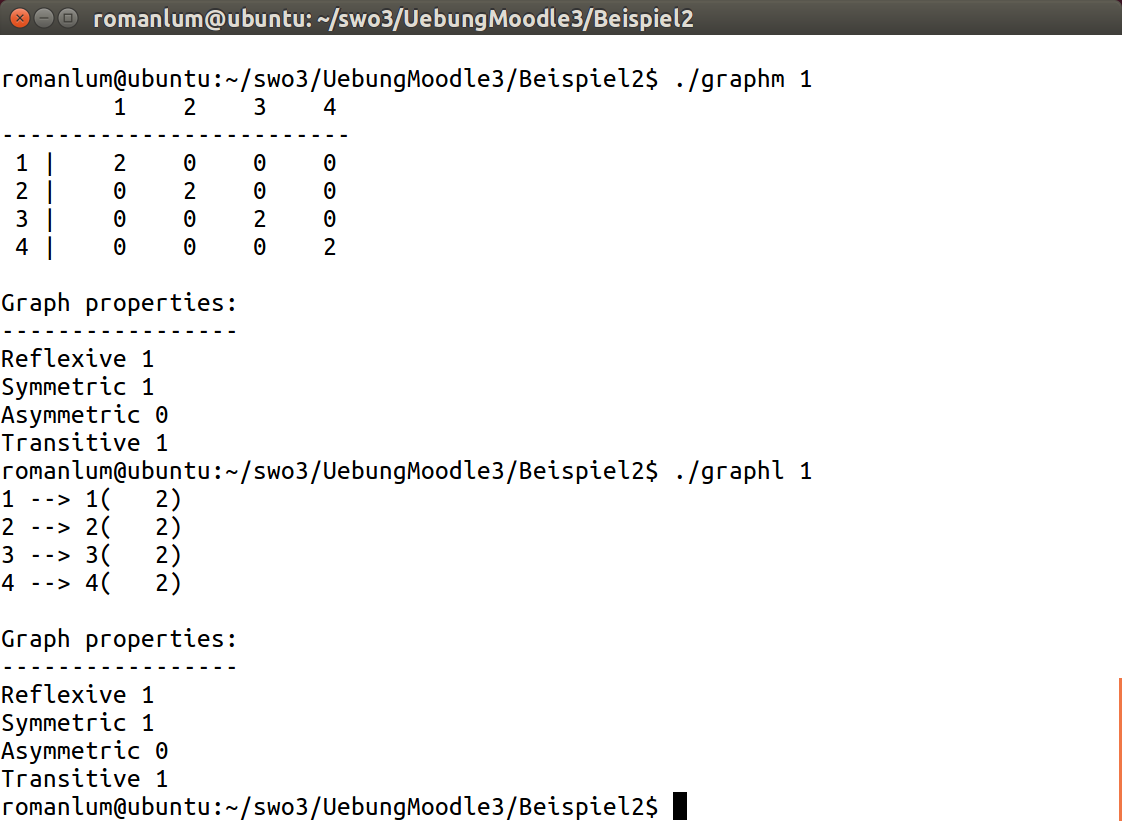 romanlum@ubuntu: ~/swo3/UebungMoodle3/Beispiel2
romanlum@ubuntu:~/swo3/UebungMoodle3/Beispiel2$ ./graphm 1
        1    2    3    4
-------------------------
 1 |    2    0    0    0
 2 |    0    2    0    0
 3 |    0    0    2    0
 4 |    0    0    0    2
Graph properties:
-----------------
Reflexive 1
Symmetric 1
Asymmetric 0
Transitive 1
romanlum@ubuntu:~/swo3/UebungMoodle3/Beispiel2$ ./graphl 1
1 --> 1(   2)
2 --> 2(   2)
3 --> 3(   2)
4 --> 4(   2)
Graph properties:
-----------------
Reflexive 1
Symmetric 1
Asymmetric 0
Transitive 1
romanlum@ubuntu:~/swo3/UebungMoodle3/Beispiel2$